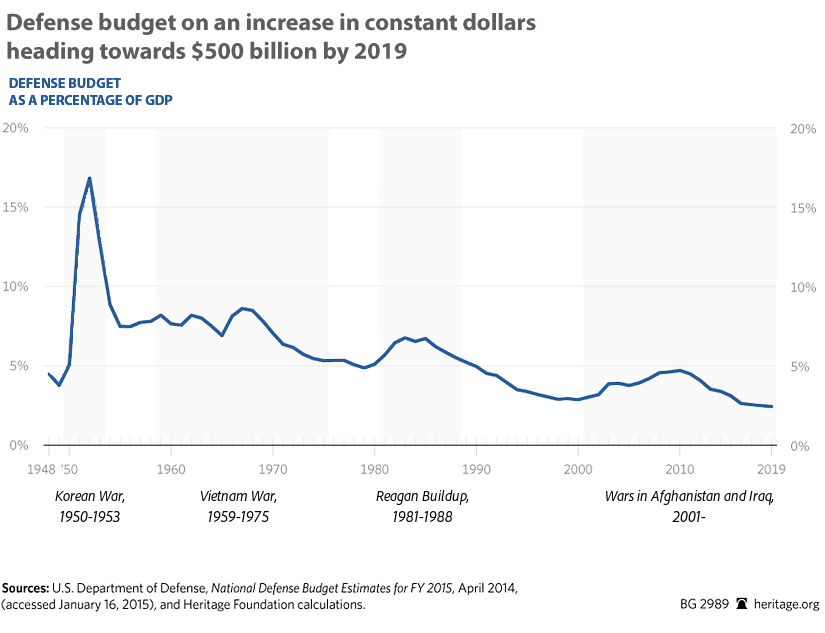 Defense budget on an increase in constant dollars
heading towards $500 billion by 2019
DEFENSE BUDGET
AS A PERCENTAGE OF GDP
20% 20%
15% 15%
10% 10%
5% 5%
0% 0%
1948 '50 1960 1970 1980 1990 2000 2010 2019
Korean War, Vietnam War, Reagan Buildup, Wars in Afghanistan and Iraq,
1950-1953 1959-1975 1981-1988 2001-
Sources: U.S. Department of Defense, National Defense Budget Estimates for FY 2015, April 2014,
(accessed January 16, 2015), and Heritage Foundation calculations.
BG 2989 heritage.org